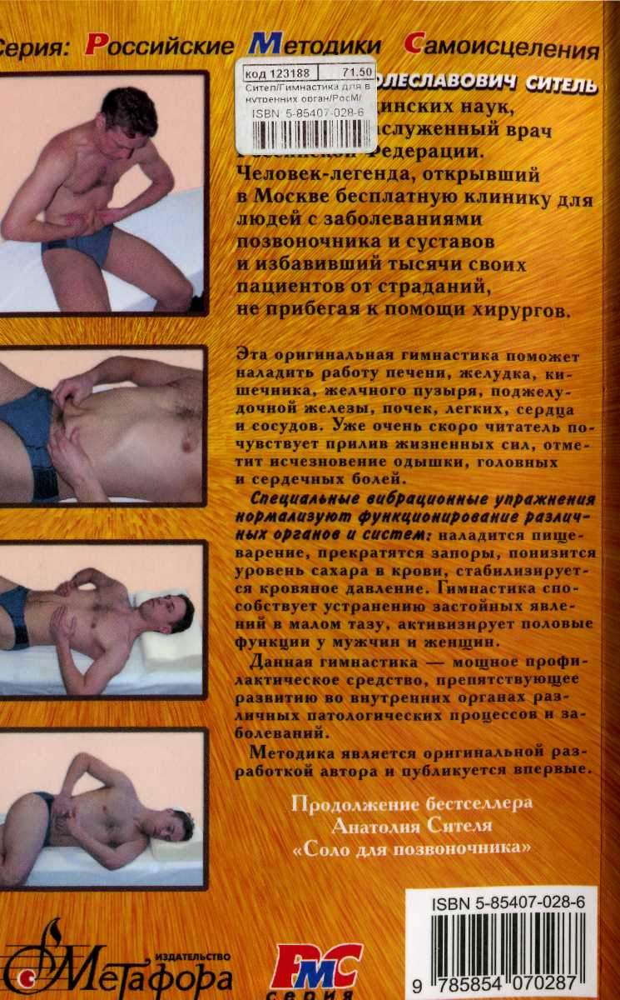 Серия: Российские Методики Самоисцеления
код 123188 71.50
Сител/Гимнастика для в
нутренних орган/РосМ/
ISBN: 5-85407-028-6
ОЛЕСЛАВОВИЧ СИТЕЛЬ
наук,
заслуженный врач
Федерации.
Человек-легенда, открывший
в Москве бесплатную клинику для
людей с заболеваниями
позвоночника и суставов
и избавивший тысячи своих
пациентов от страданий,
не прибегая к помощи хирургов.
Эта оригинальная гимнастика поможет
наладить работу печени, желудка, ки-
шечника, желчного пузыря, поджелу-
дочной железы, почек, легких, сердца
и сосудов. Уже очень скоро читатель по-
чувствует прилив жизненных сил, отме-
тит исчезновение одышки, головных
и сердечных болей.
Специальные вибрационные упражнения
нормализуют функционирование различ-
ных органов и систем: наладится пище-
варение, прекратятся запоры, понизится
уровень сахара в крови, стабилизирует-
ся кровяное давление. Гимнастика спо-
собствует устранению застойных явле-
ний в малом тазу, активизирует половые
функции у мужчин и женщин.
Данная гимнастика — мощное профи-
лактическое средство, препятствующее
развитию во внутренних органах раз-
личных патологических процессов и за-
болеваний.
Методика является оригинальной раз-
работкой автора и публикуется впервые.
Продолжение бестселлера
Анатолия Сителя
«Соло для позвоночника»
ISBN 5-85407-028-6
9 785854 070287
ИЗДАТЕЛЬСТВО
Метафора
РМС
серия